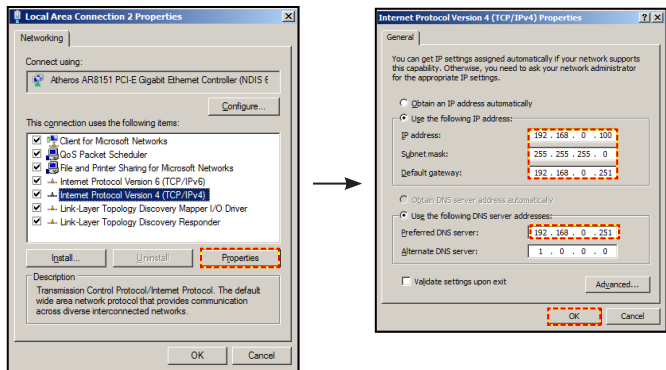 Local Area Connection 2 Properties
Networking
Connect using:
Atheros AR8151 PCI-E Gigabit Ethernet Controller (NDIS 6
Configure...
This connection uses the following items:
Client for Microsoft Networks
QoS Packet Scheduler
File and Printer Sharing for Microsoft Networks
Internet Protocol Version 6 (TCP/IPv6)
Internet Protocol Version 4 (TCP/IPv4)
Link-Layer Topology Discovery Mapper I/O Driver
Link-Layer Topology Discovery Responder
Install...
Uninstall
Properties
Description
Transmission Control Protocol/Internet Protocol. The default
wide area network protocol that provides communication
across diverse interconnected networks.
OK
Cancel
Internet Protocol Version 4 (TCP/IPv4) Properties
General
You can get IP settings assigned automatically if your network supports
this capability. Otherwise, you need to ask your network administrator
for the appropriate IP settings.
Obtain an IP address automatically
Use the following IP address:
IP address: 192 . 168 . 0 . 100
Subnet mask: 255 . 255 . 255 . 0
Default gateway: 192 . 168 . 0 . 251
Obtain DNS server address automatically
Use the following DNS server addresses:
Preferred DNS server: 192 . 168 . 0 . 251
Alternate DNS server: 1 . 0 . 0 . 0
Validate settings upon exit
Advanced...
OK
Cancel